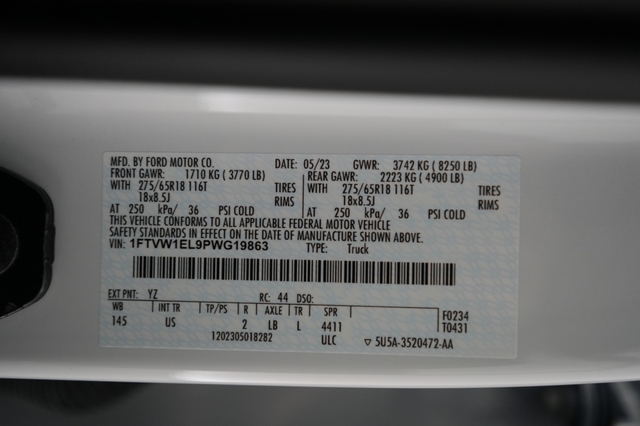 MFD. BY FORD MOTOR CO. DATE: 05/23 GVWR: 3742 KG ( 8250 LB)
FRONT GAWR: 1710 KG ( 3770 LB) REAR GAWR: 2223 KG ( 4900 LB)
WITH 275/65R18 116T TIRES WITH 275/65R18 116T TIRES
18x8.5J RIMS 18x8.5J RIMS
AT 250 kPa/ 36 PSI COLD AT 250 kPa/ 36 PSI COLD
THIS VEHICLE CONFORMS TO ALL APPLICABLE FEDERAL MOTOR VEHICLE
SAFETY STANDARDS IN EFFECT ON THE DATE OF MANUFACTURE SHOWN ABOVE.
VIN: 1FTVW1EL9PWG19863 TYPE: Truck
EXT PNT: YZ RC: 44 DSO:
WB INT TR TP/PS R AXLE TR SPR F0234
145 US 2 LB L 4411 T0431
1202305018282 ULC ▽ 5U5A-3520472-AA